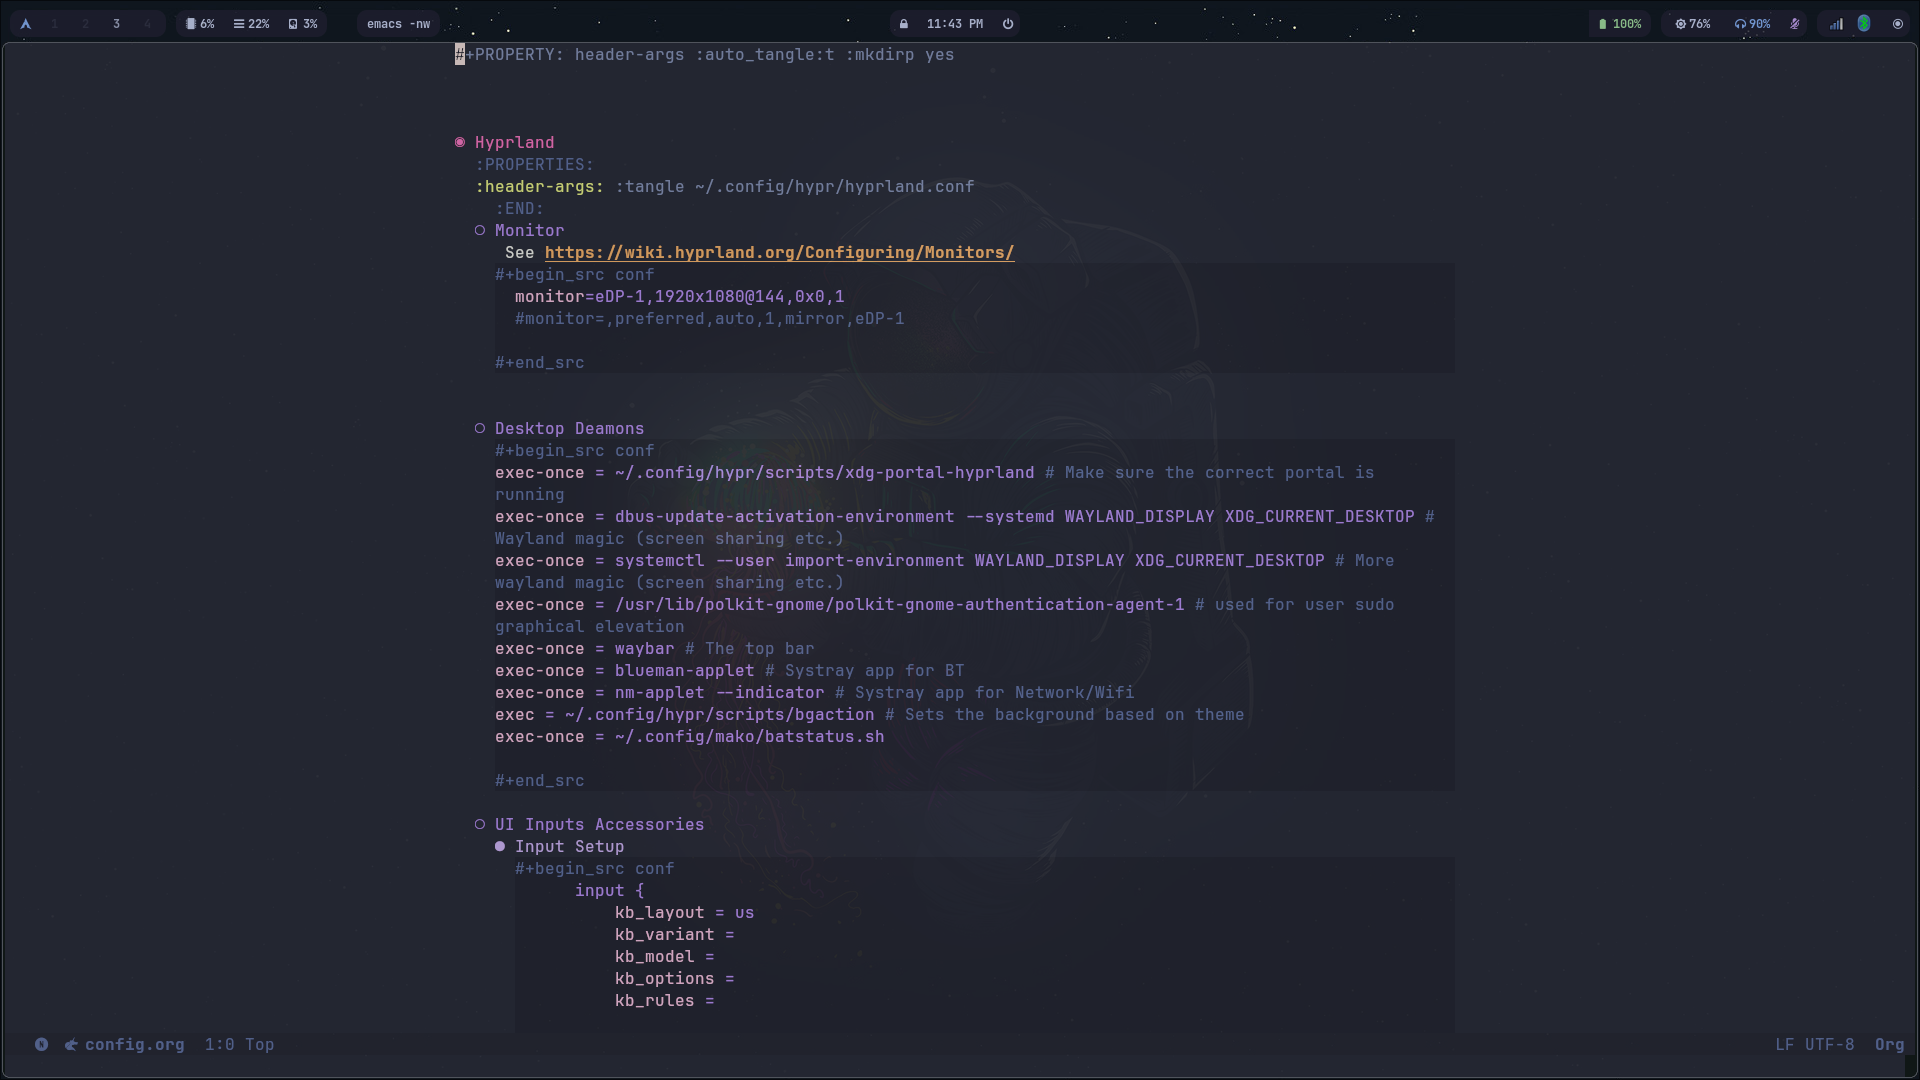 1 2 3 4 6% 22% 3% emacs -nw 11:43 PM 100% 76% 90%
#+PROPERTY: header-args :auto_tangle:t :mkdirp yes
Hyprland
:PROPERTIES:
:header-args: :tangle ~/.config/hypr/hyprland.conf
:END:
Monitor
See https://wiki.hyprland.org/Configuring/Monitors/
#+begin_src conf
monitor=eDP-1,1920x1080@144,0x0,1
#monitor=,preferred,auto,1,mirror,eDP-1
#+end_src
Desktop Deamons
#+begin_src conf
exec-once = ~/.config/hypr/scripts/xdg-portal-hyprland # Make sure the correct portal is
running
exec-once = dbus-update-activation-environment --systemd WAYLAND_DISPLAY XDG_CURRENT_DESKTOP #
Wayland magic (screen sharing etc.)
exec-once = systemctl --user import-environment WAYLAND_DISPLAY XDG_CURRENT_DESKTOP # More
wayland magic (screen sharing etc.)
exec-once = /usr/lib/polkit-gnome/polkit-gnome-authentication-agent-1 # used for user sudo
graphical elevation
exec-once = waybar # The top bar
exec-once = blueman-applet # Systray app for BT
exec-once = nm-applet --indicator # Systray app for Network/Wifi
exec = ~/.config/hypr/scripts/bgaction # Sets the background based on theme
exec-once = ~/.config/mako/batstatus.sh
#+end_src
UI Inputs Accessories
Input Setup
#+begin_src conf
input {
kb_layout = us
kb_variant =
kb_model =
kb_options =
kb_rules =
N config.org 1:0 Top LF UTF-8 Org